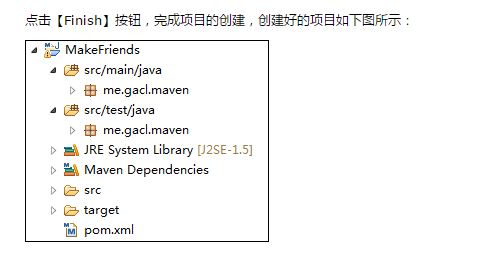 点击【Finish】按钮，完成项目的创建，创建好的项目如下图所示：
MakeFriends
src/main/java
me.gacl.maven
src/test/java
me.gacl.maven
JRE System Library [J2SE-1.5]
Maven Dependencies
src
target
pom.xml